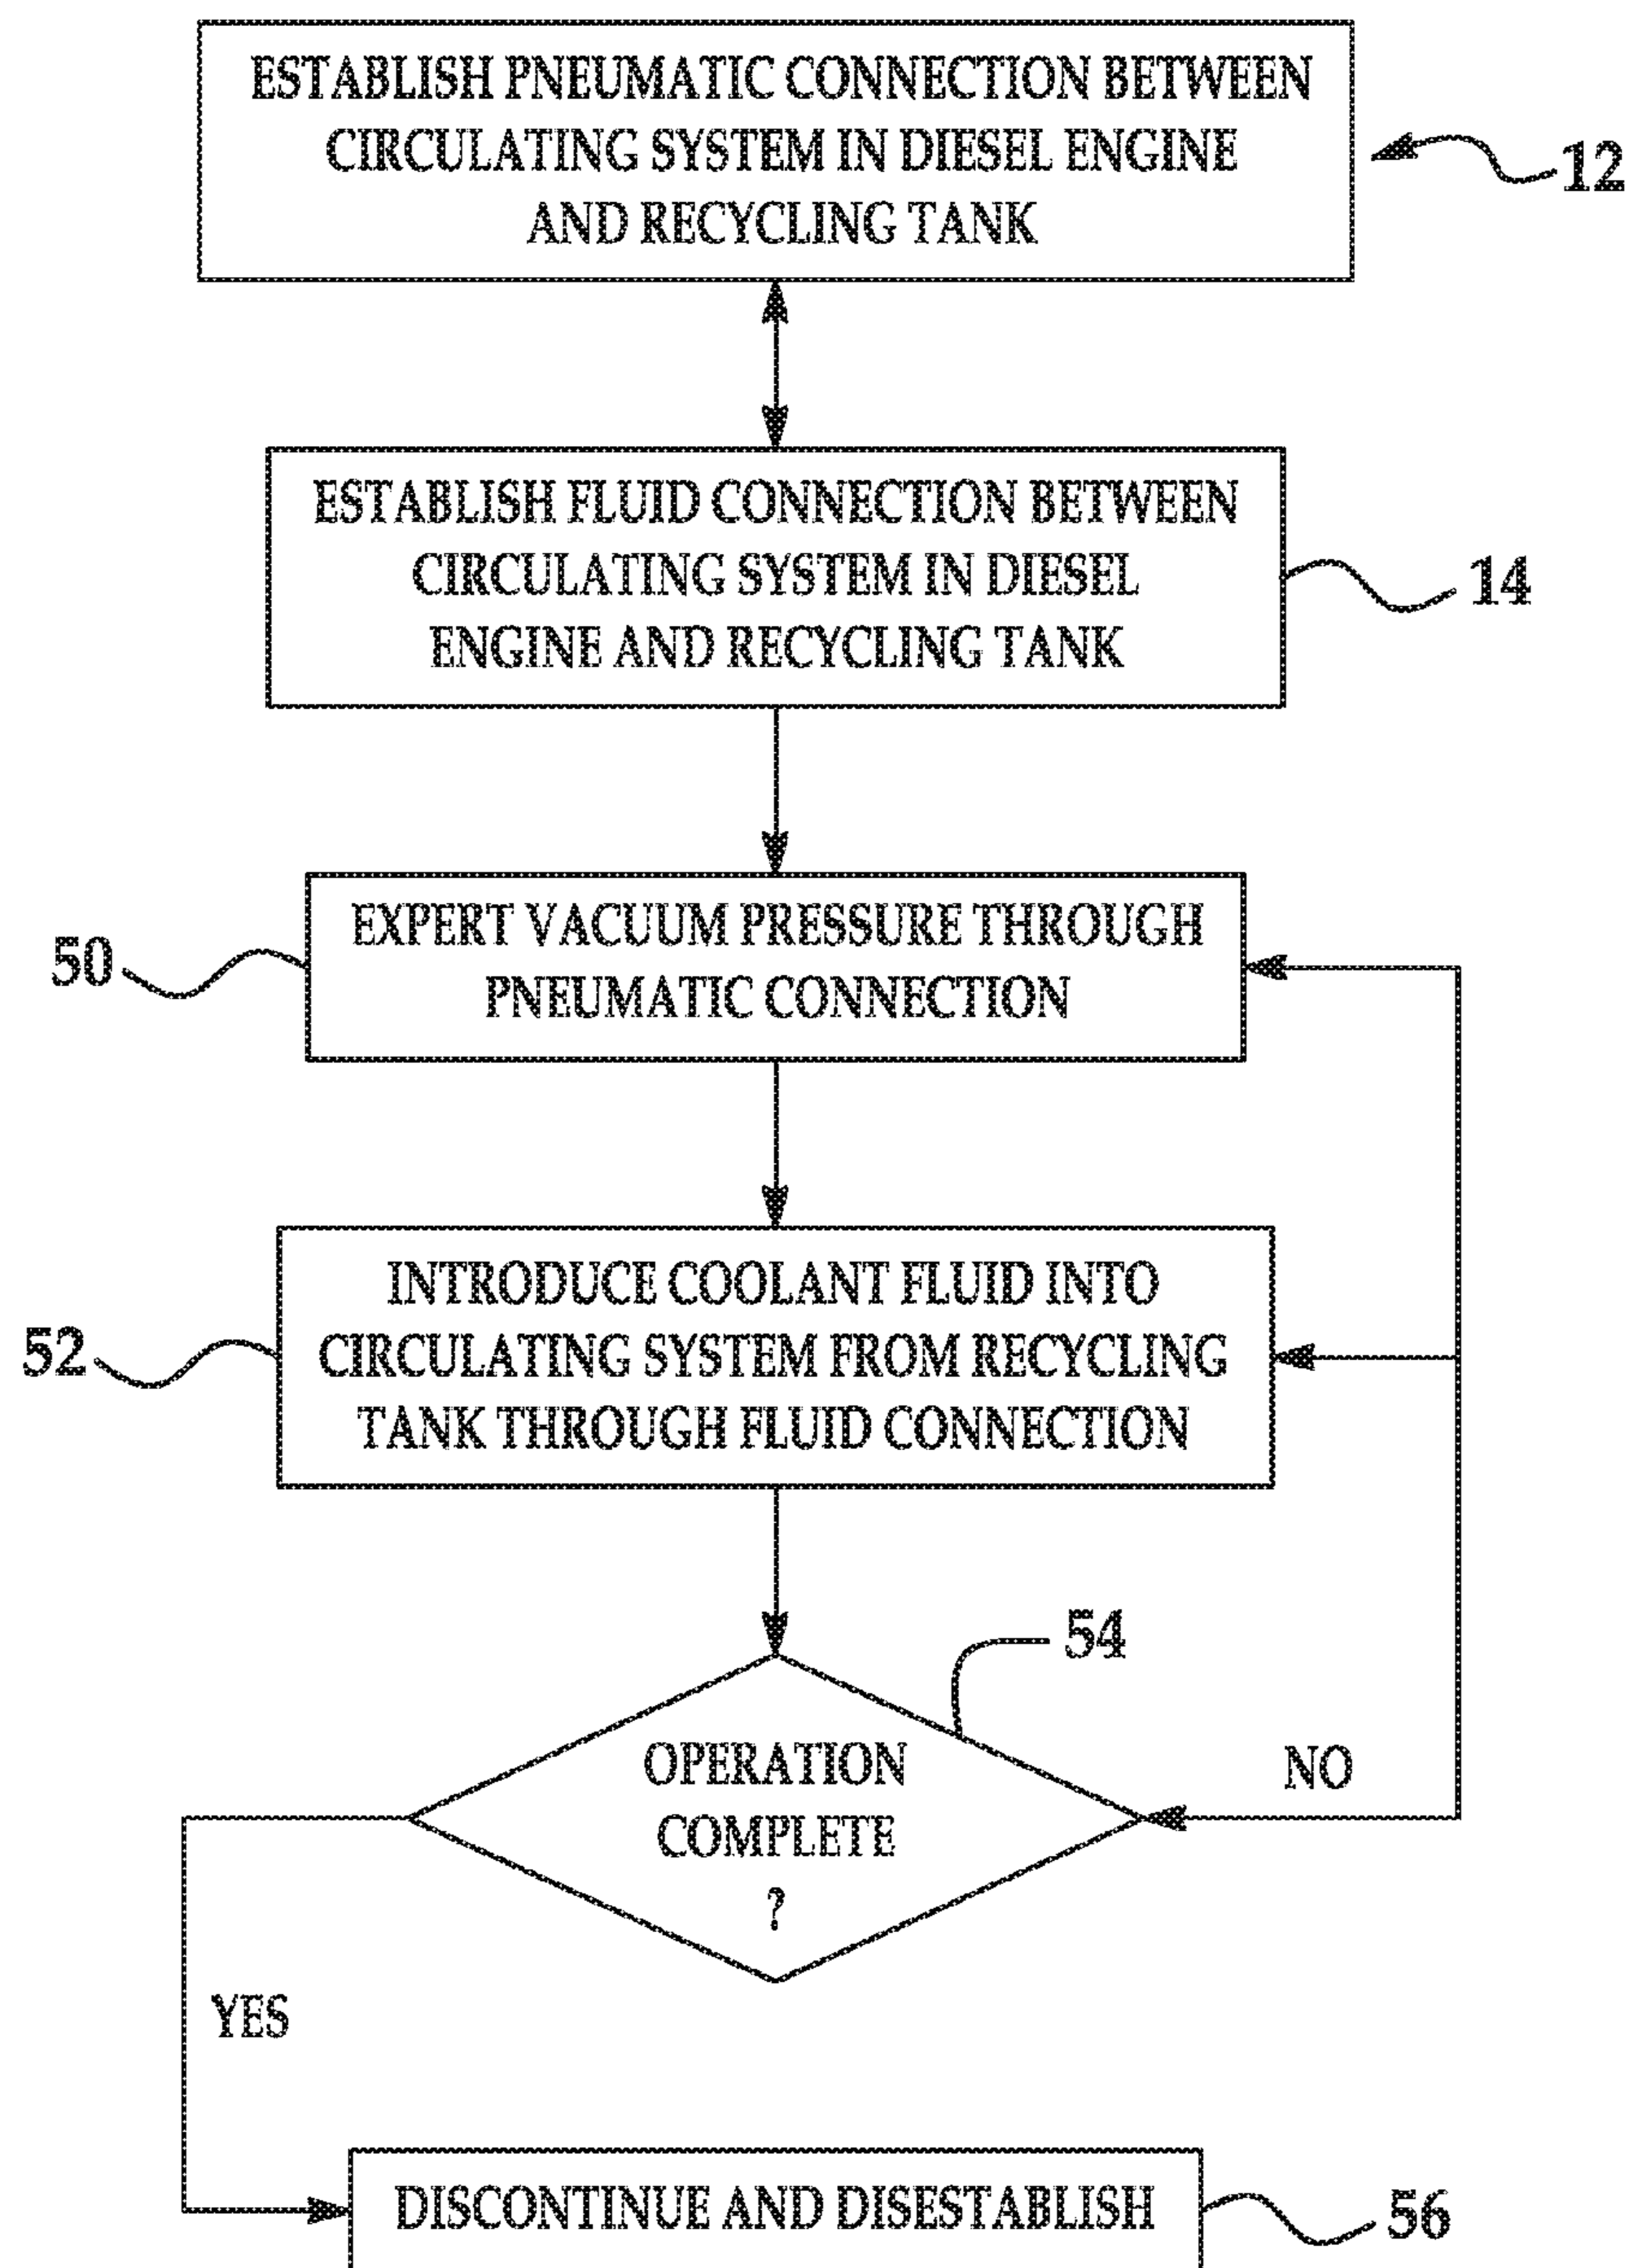 ESTABLISH PNEUMATIC CONNECTION BETWEEN
CIRCULATING SYSTEM IN DIESEL ENGINE
AND RECYCLING TANK
12
ESTABLISH FLUID CONNECTION BETWEEN
CIRCULATING SYSTEM IN DIESEL
ENGINE AND RECYCLING TANK
14
EXPERT VACUUM PRESSURE THROUGH
PNEUMATIC CONNECTION
50
INTRODUCE COOLANT FLUID INTO
CIRCULATING SYSTEM FROM RECYCLING
TANK THROUGH FLUID CONNECTION
52
54
OPERATION
COMPLETE
?
NO
YES
DISCONTINUE AND DISESTABLISH
56